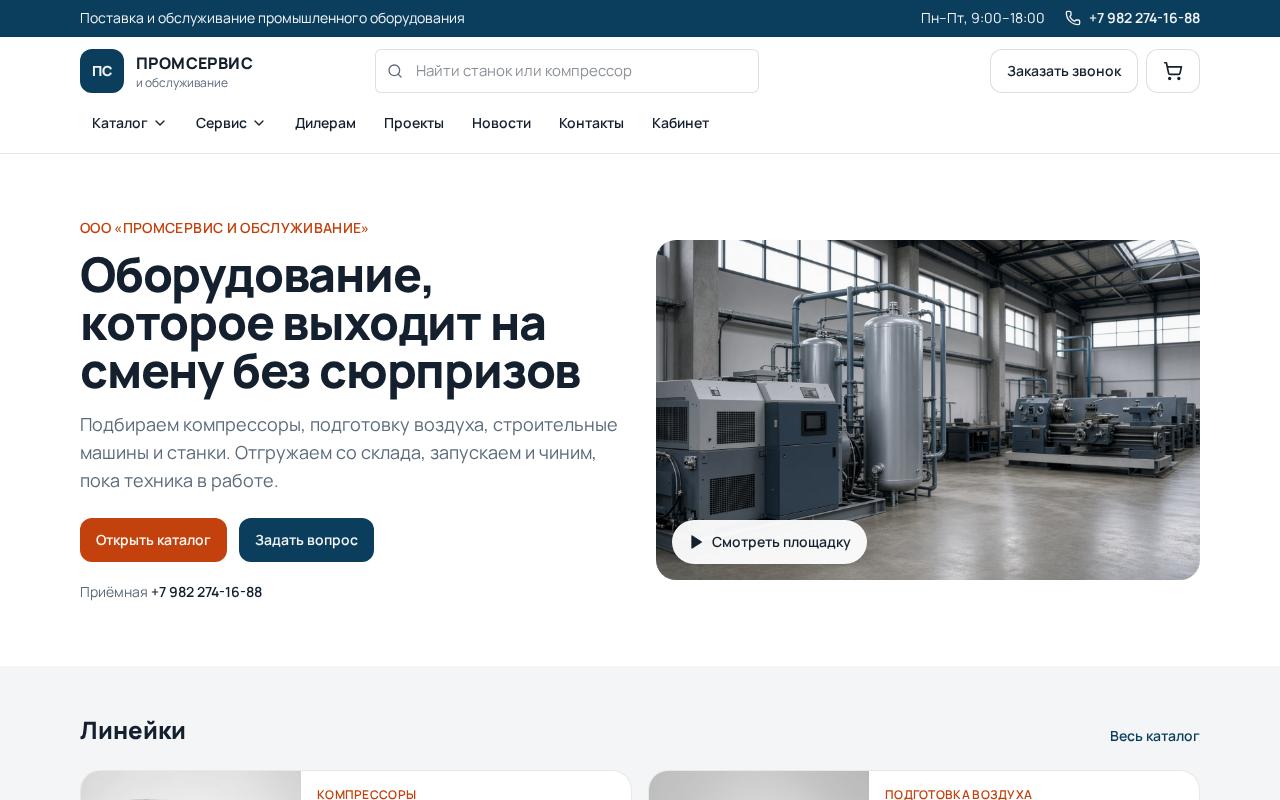 Поставка и обслуживание промышленного оборудования
Пн–Пт, 9:00–18:00
+7 982 274-16-88
ПС
ПРОМСЕРВИС
и обслуживание
Найти станок или компрессор
Заказать звонок
Каталог
Сервис
Дилерам
Проекты
Новости
Контакты
Кабинет
ООО «ПРОМСЕРВИС И ОБСЛУЖИВАНИЕ»
Оборудование,
которое выходит на
смену без сюрпризов
Подбираем компрессоры, подготовку воздуха, строительные
машины и станки. Отгружаем со склада, запускаем и чиним,
пока техника в работе.
Открыть каталог
Задать вопрос
Приёмная +7 982 274-16-88
Смотреть площадку
Линейки
Весь каталог
КОМПРЕССОРЫ
ПОДГОТОВКА ВОЗДУХА